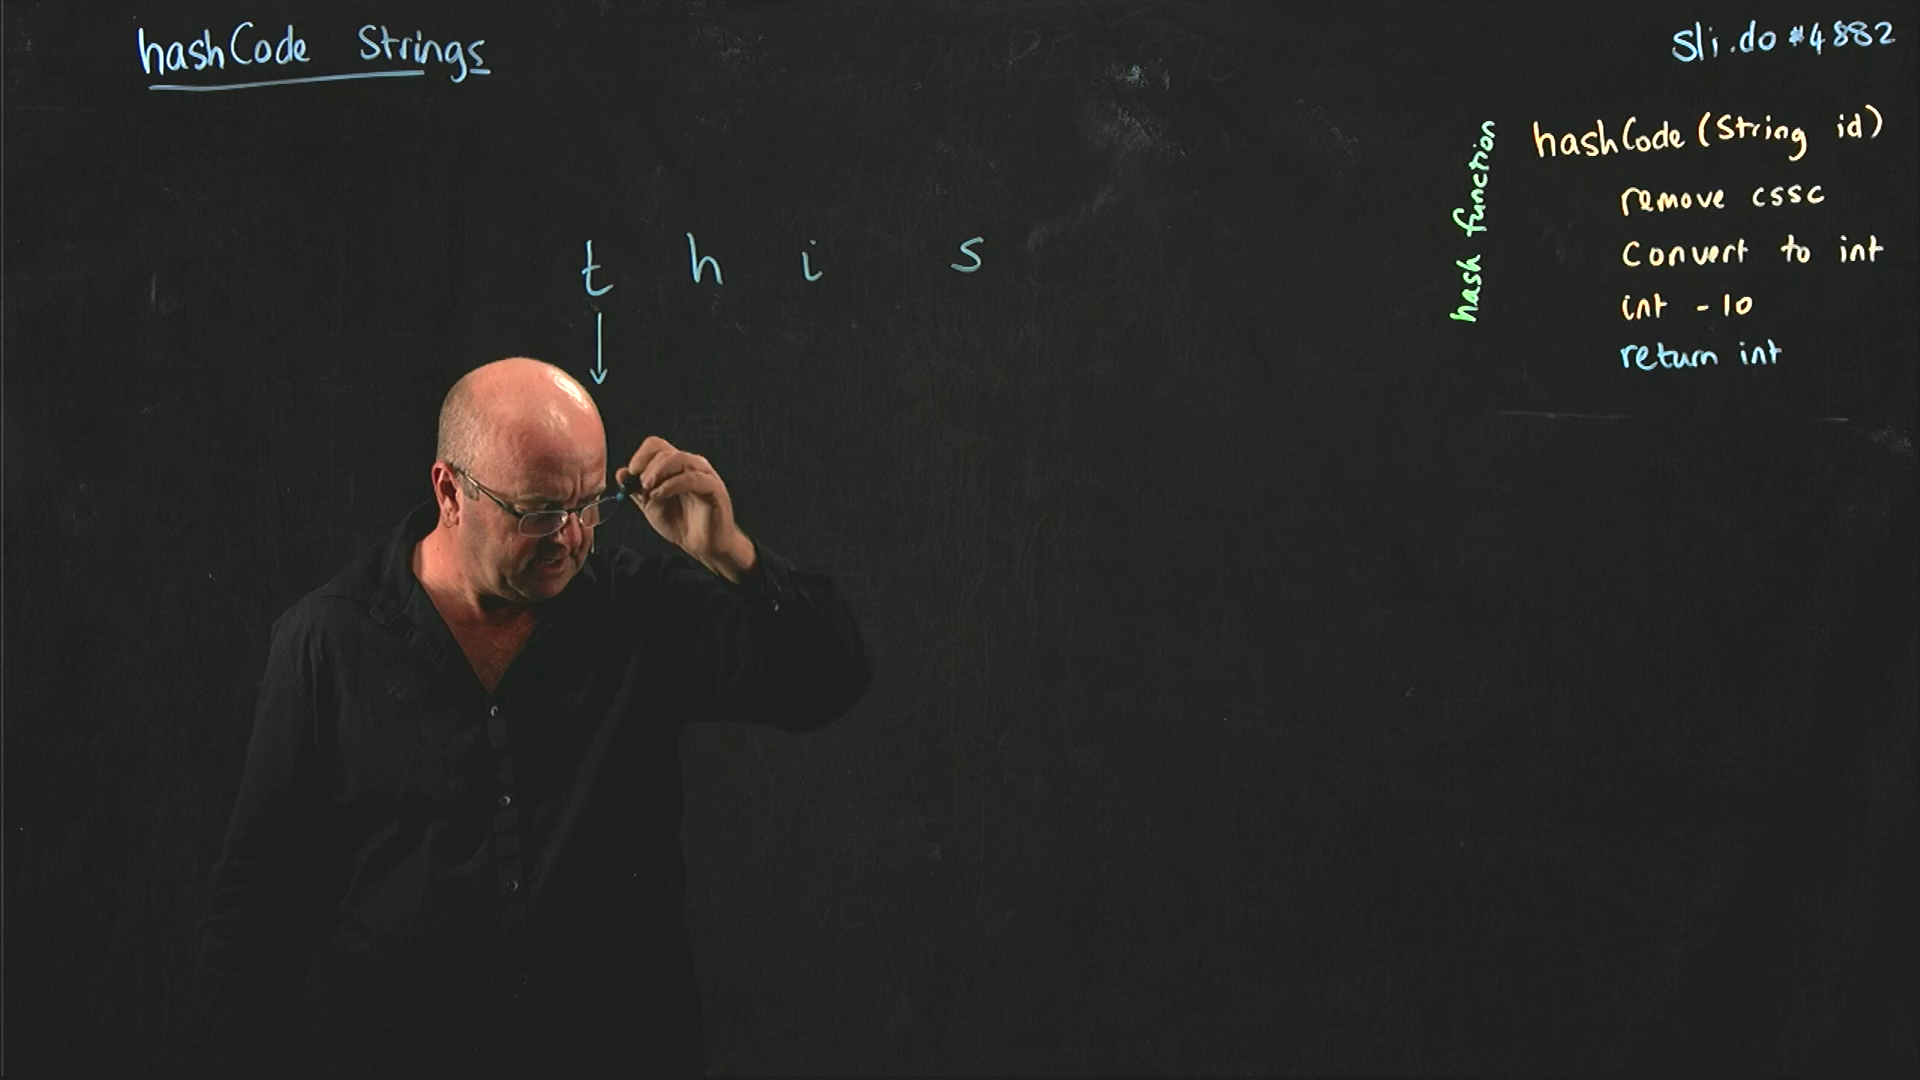 hashCode Strings
sli.do #4882
hash function
hashCode (String id)
remove cssc
Convert to int
int - 10
return int
t h i s